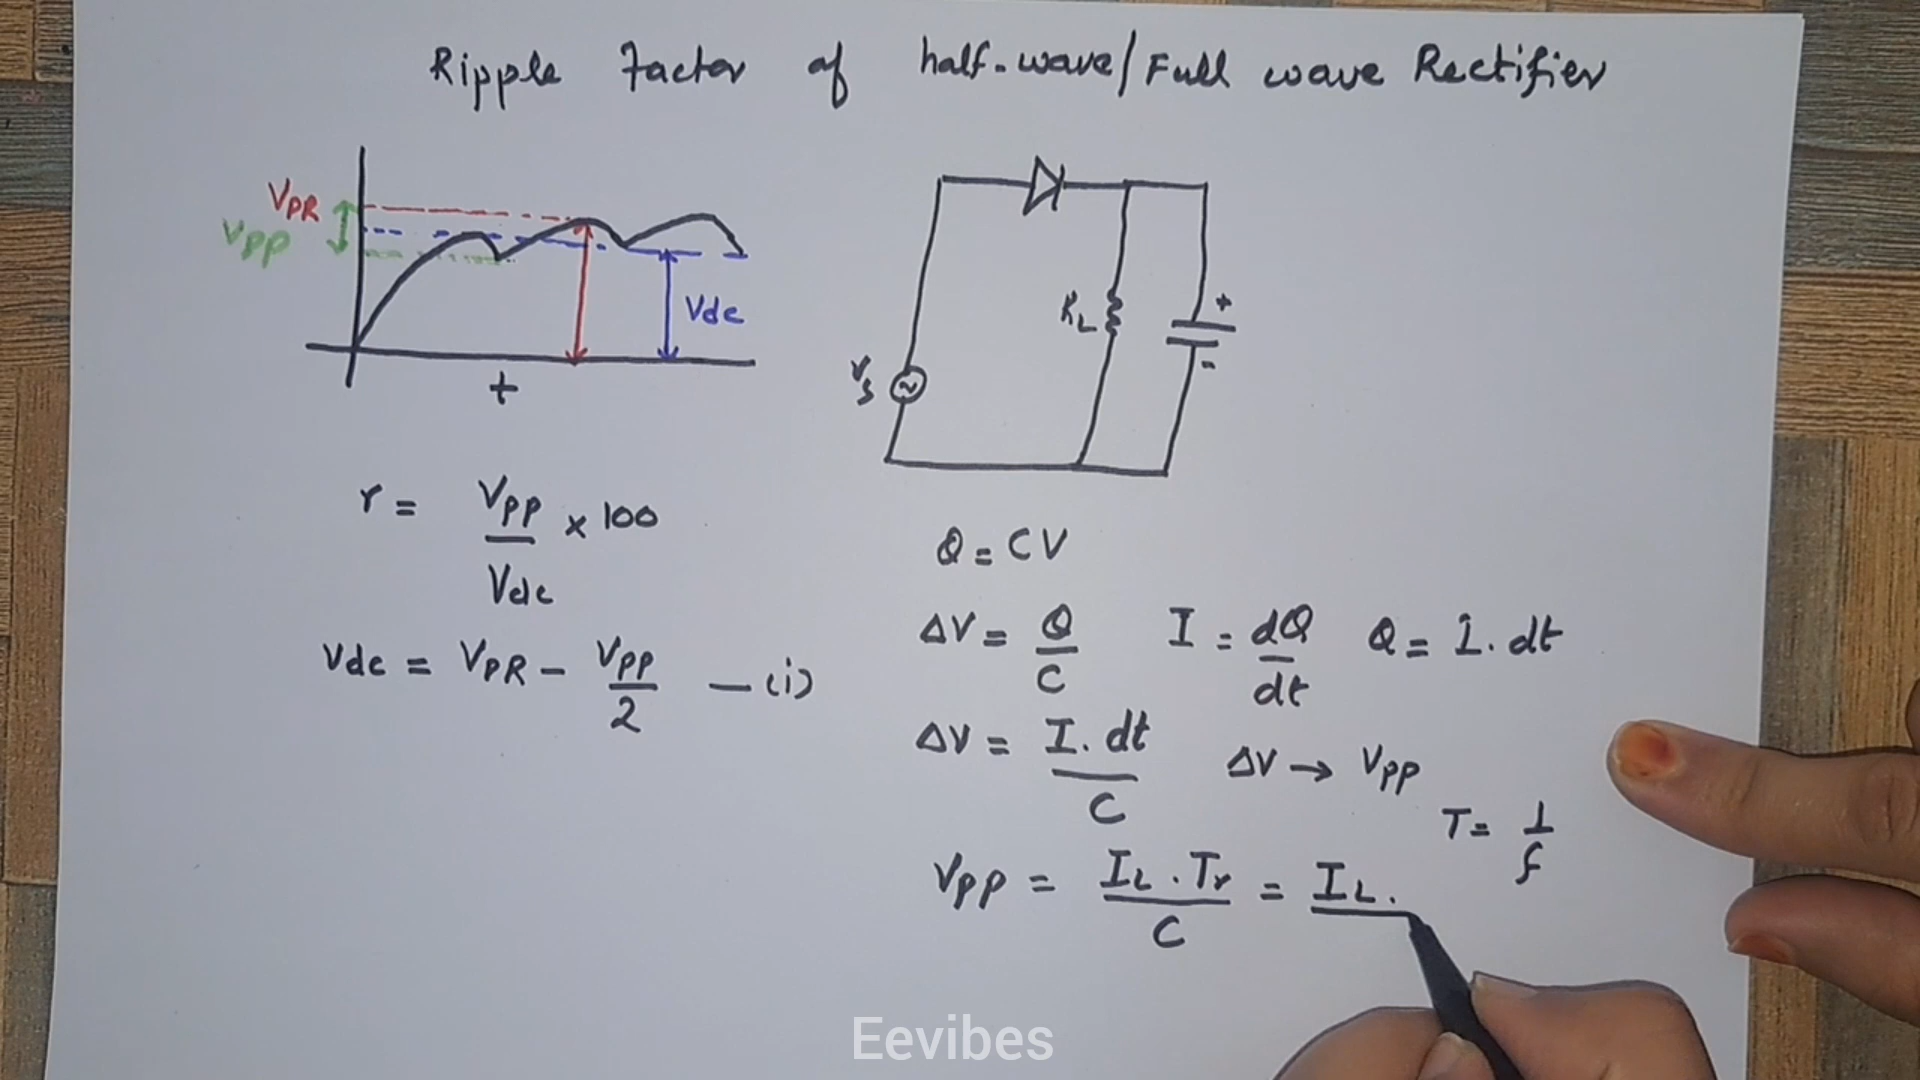 Ripple Factor of half-wave/Full wave Rectifier
VPR
VPP
Vdc
t
Vs
RL
+
-
r = VPP/Vdc × 100
Vdc = VPR - VPP/2 — (i)
Q = CV
ΔV = Q/C I = dQ/dt Q = I. dt
ΔV = I. dt/C ΔV → VPP
T = 1/f
VPP = IL . Tr/C = IL .
Eevibes